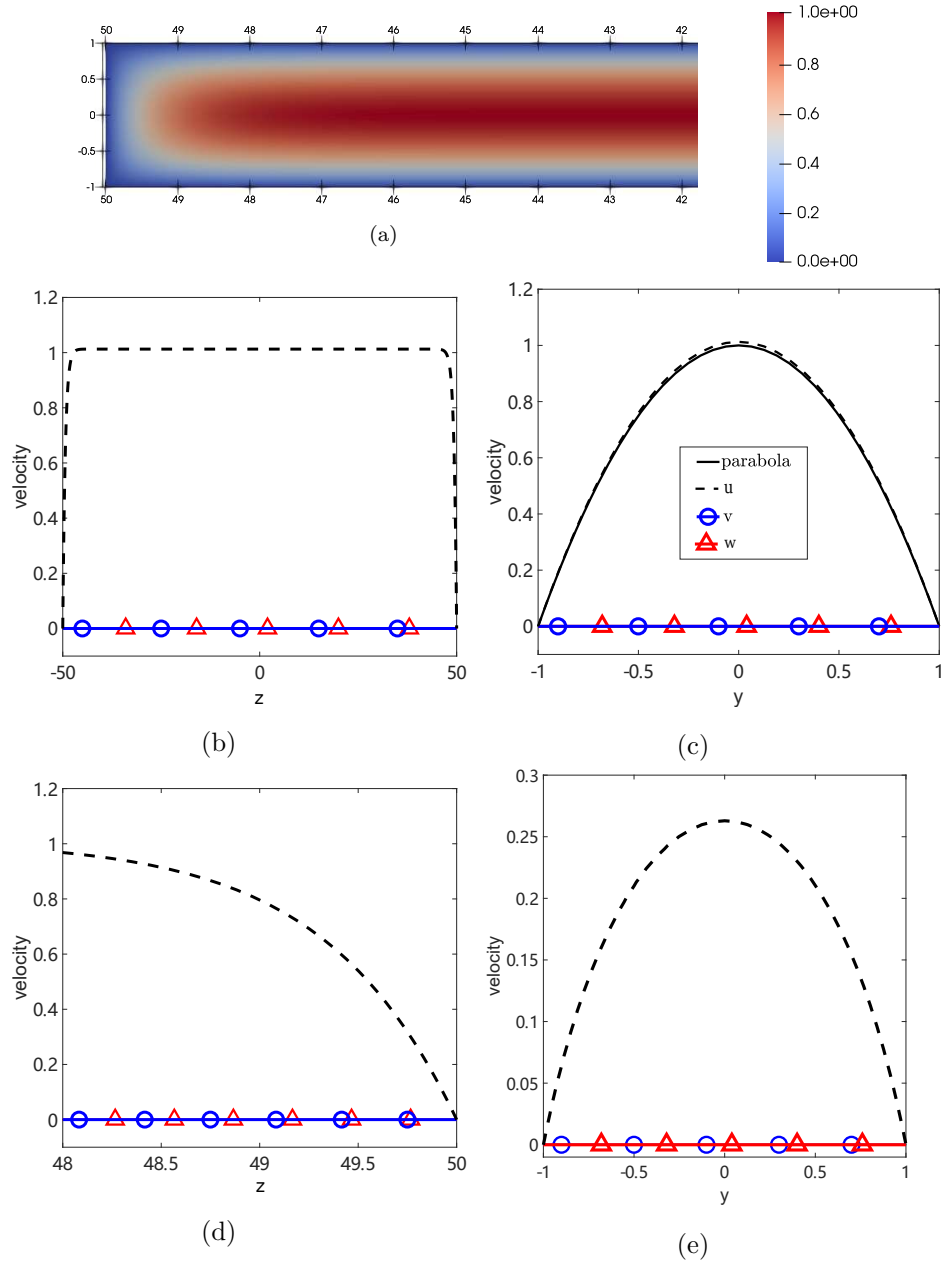 50 49 48 47 46 45 44 43 42
1
0.5
0
-0.5
-1
50 49 48 47 46 45 44 43 42
1.0e+00
0.8
0.6
0.4
0.2
0.0e+00
(a)
1.2
1
0.8
0.6
0.4
0.2
0
velocity
-50 0 50
z
(b)
1.2
1
0.8
0.6
0.4
0.2
0
velocity
parabola
u
v
w
-1 -0.5 0 0.5 1
y
(c)
1.2
1
0.8
0.6
0.4
0.2
0
velocity
48 48.5 49 49.5 50
z
(d)
0.3
0.25
0.2
0.15
0.1
0.05
0
velocity
-1 -0.5 0 0.5 1
y
(e)